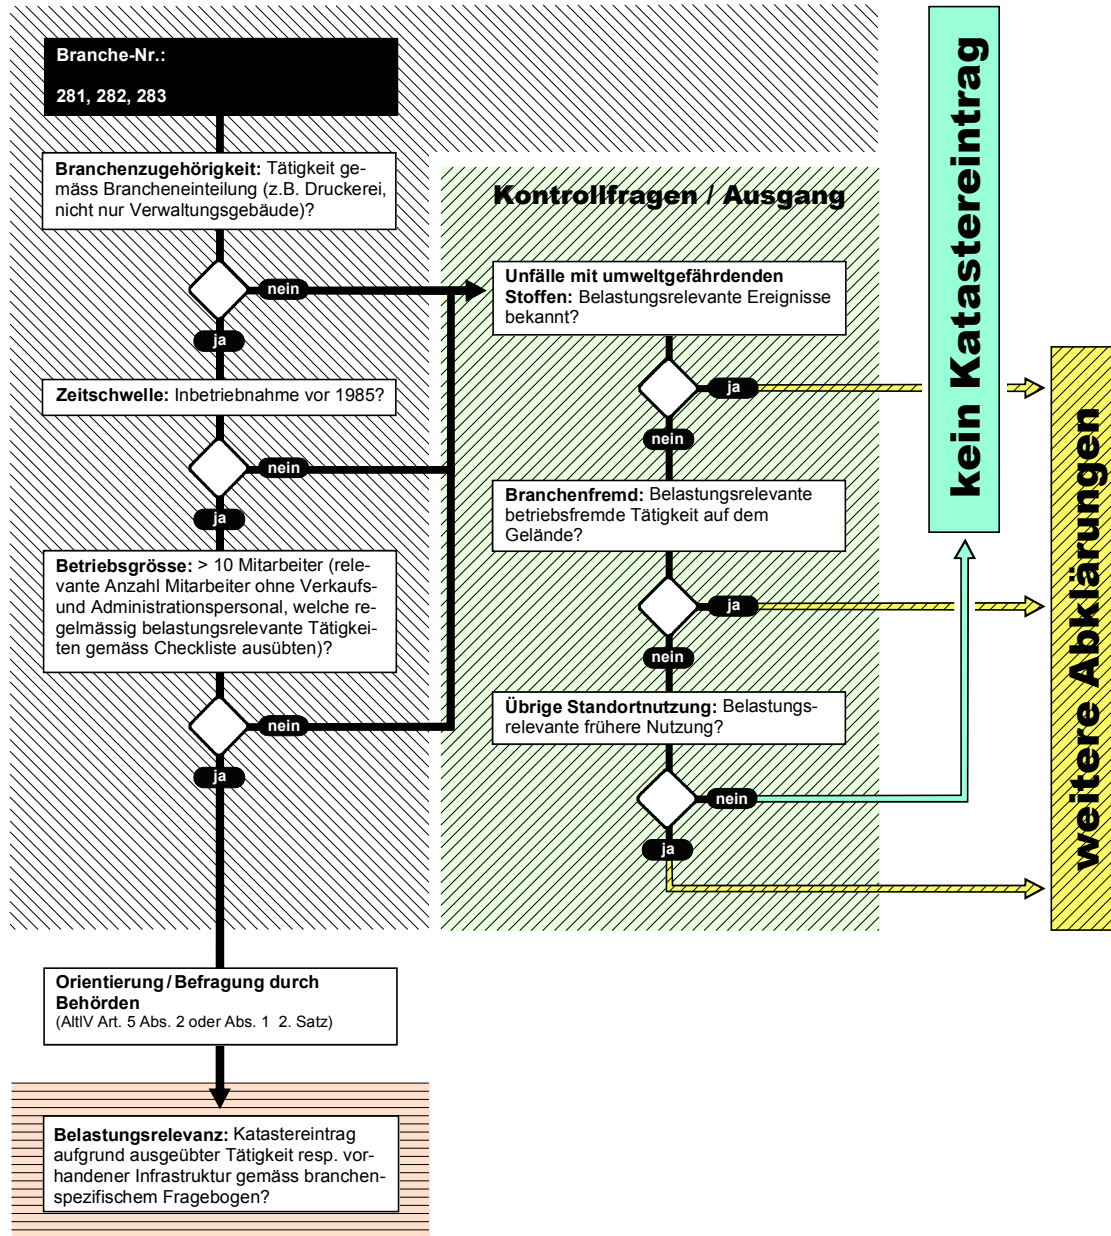 Branche-Nr.:
281, 282, 283
Branchenzugehörigkeit: Tätigkeit ge-
mäss Brancheneinteilung (z.B. Druckerei,
nicht nur Verwaltungsgebäude)?
nein
ja
Zeitschwelle: Inbetriebnahme vor 1985?
nein
ja
Betriebsgrösse: > 10 Mitarbeiter (rele-
vante Anzahl Mitarbeiter ohne Verkaufs-
und Administrationspersonal, welche re-
gelmässig belastungsrelevante Tätigkei-
ten gemäss Checkliste ausübten)?
nein
ja
Orientierung / Befragung durch
Behörden
(AltlV Art. 5 Abs. 2 oder Abs. 1 2. Satz)
Belastungsrelevanz: Katastereintrag
aufgrund ausgeübter Tätigkeit resp. vor-
handener Infrastruktur gemäss branchen-
spezifischem Fragebogen?
Kontrollfragen / Ausgang
Unfälle mit umweltgefährdenden
Stoffen: Belastungsrelevante Ereignisse
bekannt?
ja
nein
Branchenfremd: Belastungsrelevante
betriebsfremde Tätigkeit auf dem
Gelände?
ja
nein
Übrige Standortnutzung: Belastungs-
relevante frühere Nutzung?
nein
ja
kein Katastereintrag
weitere Abklärungen